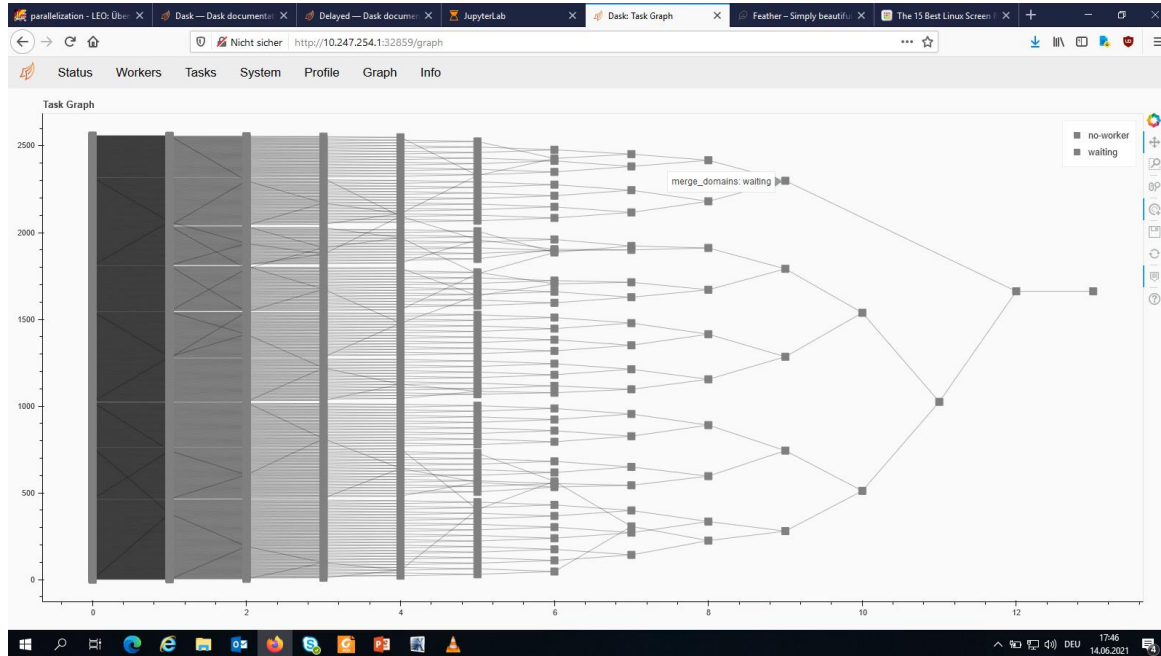 parallelization - LEO: Über
Dask — Dask documentat
Delayed — Dask documen
JupyterLab
Dask: Task Graph
Feather – Simply beautifu
The 15 Best Linux Screen R
Nicht sicher http://10.247.254.1:32859/graph
Status Workers Tasks System Profile Graph Info
Task Graph
no-worker
waiting
merge_domains: waiting
2500
2000
1500
1000
500
0
0 2 4 6 8 10 12
DEU
17:46
14.06.2021
4